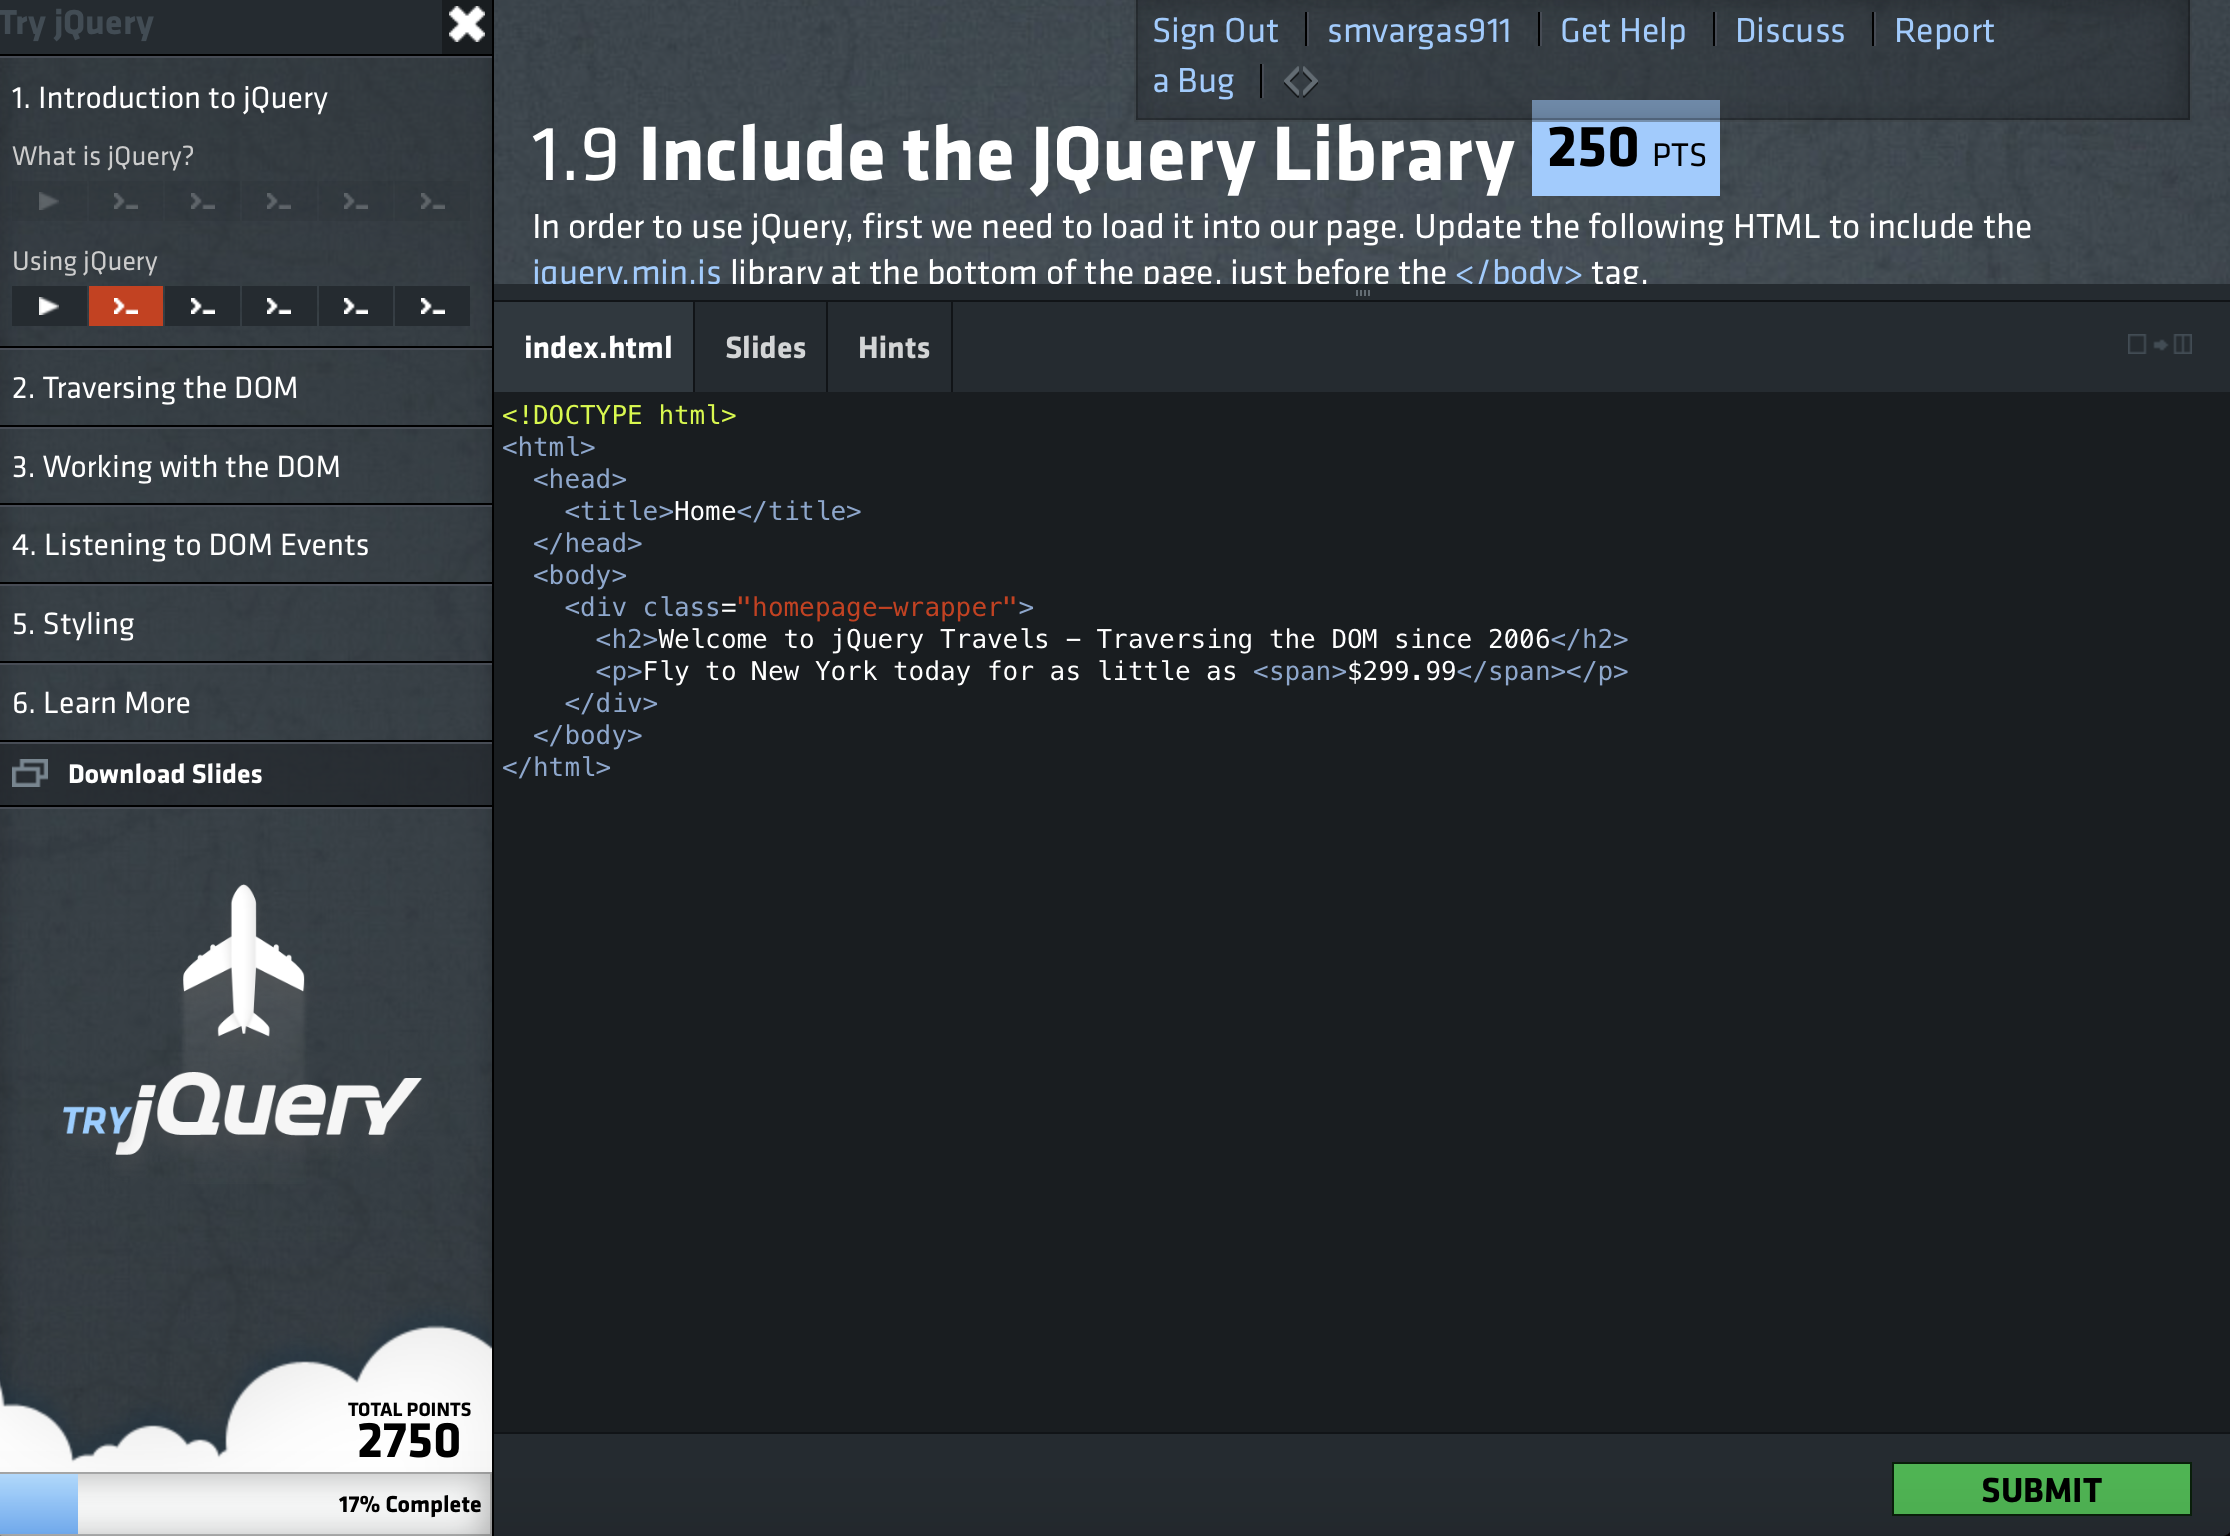 Try jQuery
1. Introduction to jQuery
What is jQuery?
Using jQuery
2. Traversing the DOM
3. Working with the DOM
4. Listening to DOM Events
5. Styling
6. Learn More
Download Slides
TRY jQuery
TOTAL POINTS
2750
17% Complete
Sign Out smvargas911 Get Help Discuss Report
a Bug
1.9 Include the JQuery Library 250 PTS
In order to use jQuery, first we need to load it into our page. Update the following HTML to include the
jquery.min.js library at the bottom of the page, just before the </body> tag.
index.html Slides Hints
<!DOCTYPE html>
<html>
  <head>
    <title>Home</title>
  </head>
  <body>
    <div class="homepage-wrapper">
      <h2>Welcome to jQuery Travels - Traversing the DOM since 2006</h2>
      <p>Fly to New York today for as little as <span>$299.99</span></p>
    </div>
  </body>
</html>
SUBMIT